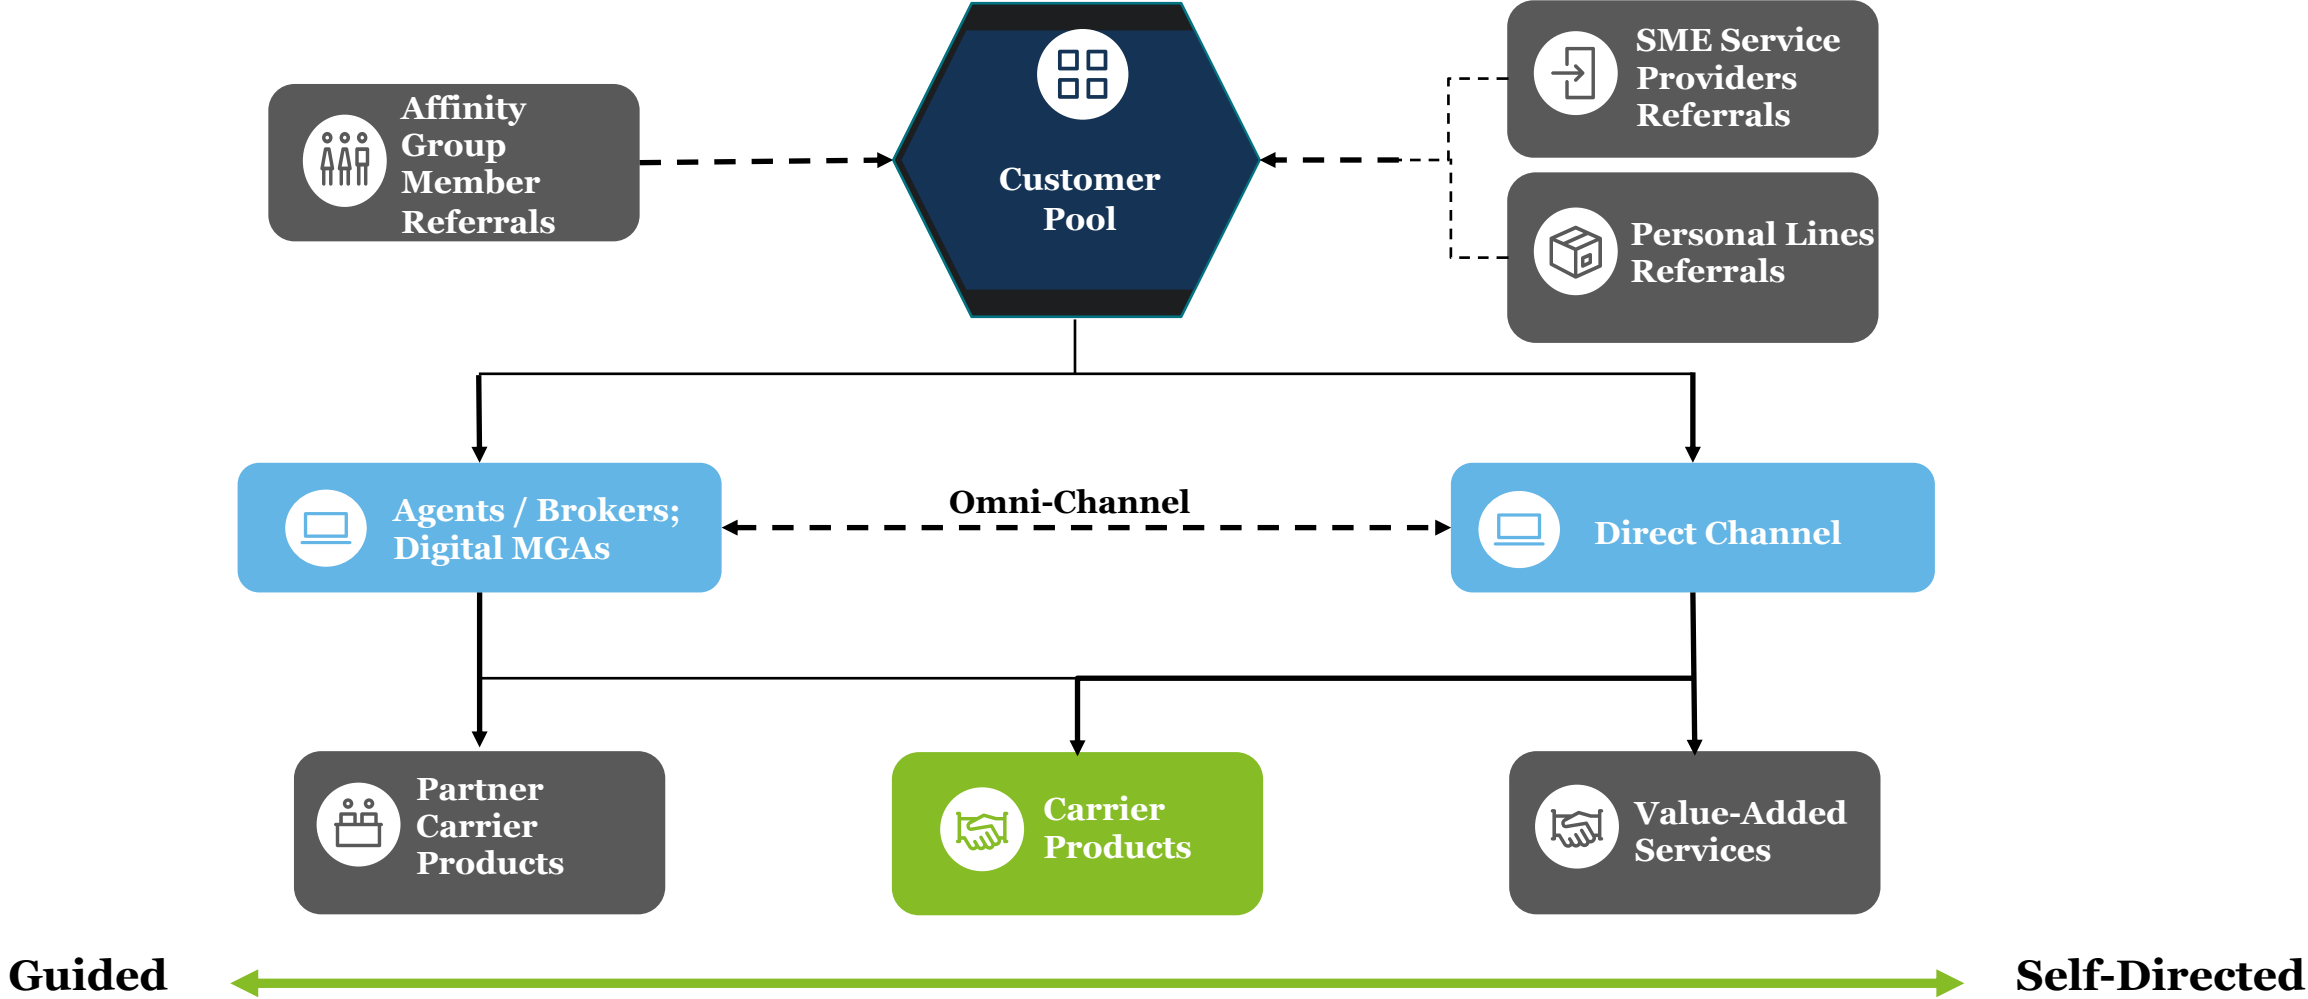 Affinity
Group
Member
Referrals
Customer
Pool
SME Service
Providers
Referrals
Personal Lines
Referrals
Agents / Brokers;
Digital MGAs
Omni-Channel
Direct Channel
Partner
Carrier
Products
Carrier
Products
Value-Added
Services
Guided
Self-Directed